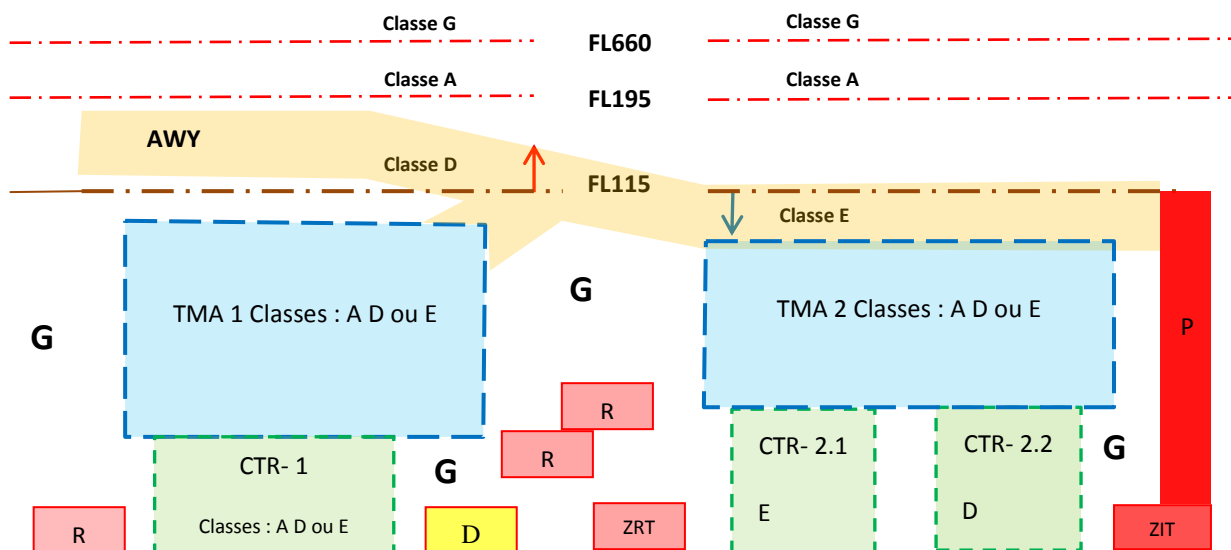 Classe G
Classe G
FL660
Classe A
Classe A
FL195
AWY
Classe D
FL115
Classe E
G
TMA 1 Classes : A D ou E
TMA 2 Classes : A D ou E
P
G
R
R
CTR- 1
G
CTR- 2.1
CTR- 2.2
G
Classes : A D ou E
E
D
R
D
ZRT
ZIT